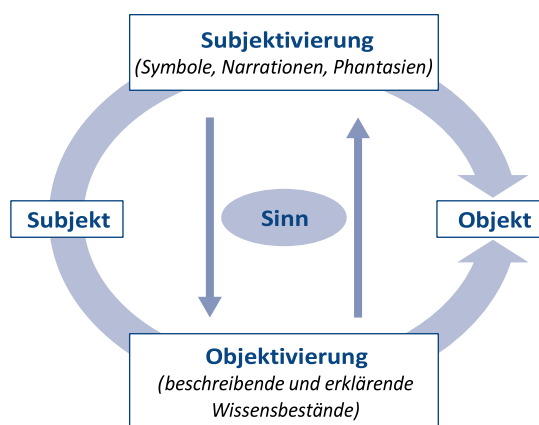 Subjektivierung
(Symbole, Narrationen, Phantasien)
Subjekt
Sinn
Objekt
Objektivierung
(beschreibende und erklärende
Wissensbestände)